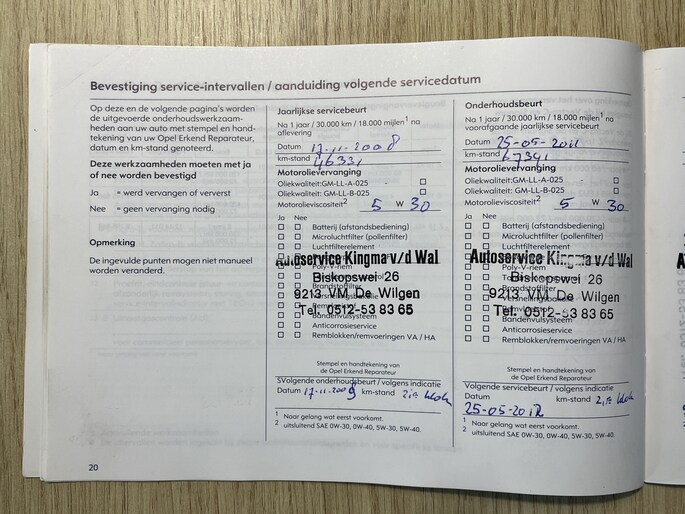 Bevestiging service-intervallen / aanduiding volgende servicedatum
Op deze en de volgende pagina's worden
de uitgevoerde onderhoudswerkzaam-
heden aan uw auto met stempel en hand-
tekening van uw Opel Erkend Reparateur,
datum en km-stand genoteerd.
Deze werkzaamheden moeten met ja
of nee worden bevestigd
Ja = werd vervangen of ververst
Nee = geen vervanging nodig
Opmerking
De ingevulde punten mogen niet manueel
worden veranderd.
20
Jaarlijkse servicebeurt
Na 1 jaar / 30.000 km / 18.000 mijlen1 na
aflevering
Datum 17-11-2008
km-stand 46331
Motorolievervanging
Oliekwaliteit: GM-LL-A-025
Oliekwaliteit: GM-LL-B-025
Motorolieviscositeit2 5 W 30
Ja Nee
Batterij (afstandsbediening)
Microluchtfilter (pollenfilter)
Luchtfilterelement
Autoservice Kingma v/d Wal
Poly-V-riem
Biskopswei 26
Brandstoffilter
9213 VM De Wilgen
Tel. 0512-53 83 65
Bandenvulsysteem
Anticorrosieservice
Remblokken/remvoeringen VA / HA
Stempel en handtekening van
de Opel Erkend Reparateur
Volgende onderhoudsbeurt / volgens indicatie
Datum 17-11-2009 km-stand
1 Naar gelang wat eerst voorkomt.
2 uitsluitend SAE 0W-30, 0W-40, 5W-30, 5W-40.
Onderhoudsbeurt
Na 1 jaar / 30.000 km / 18.000 mijlen1 na
voorafgaande jaarlijkse servicebeurt
Datum 25-05-2011
km-stand 67341
Motorolievervanging
Oliekwaliteit: GM-LL-A-025
Oliekwaliteit: GM-LL-B-025
Motorolieviscositeit2 5 W 30
Ja Nee
Batterij (afstandsbediening)
Microluchtfilter (pollenfilter)
Luchtfilterelement
Autoservice Kingma v/d Wal
Biskopswei 26
9213 VM De Wilgen
Tel. 0512-53 83 65
Bandenvulsysteem
Anticorrosieservice
Remblokken/remvoeringen VA / HA
Stempel en handtekening van
de Opel Erkend Reparateur
Volgende servicebeurt / volgens indicatie
Datum km-stand
25-05-2012
1 Naar gelang wat eerst voorkomt.
2 uitsluitend SAE 0W-30, 0W-40, 5W-30, 5W-40.